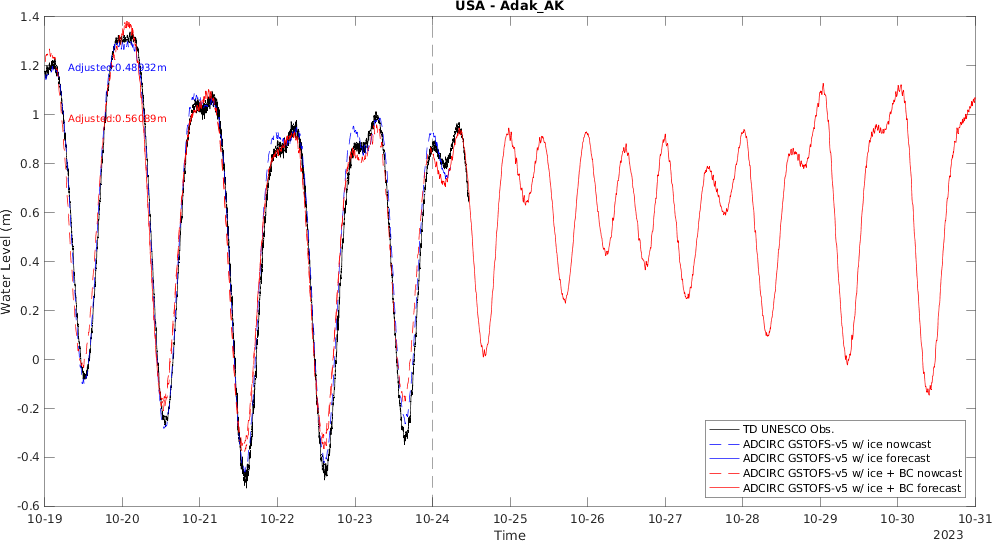 USA - Adak_AK
1.4
1.2
1
0.8
0.6
0.4
0.2
0
-0.2
-0.4
-0.6
Water Level (m)
Adjusted:0.48932m
Adjusted:0.56089m
TD UNESCO Obs.
ADCIRC GSTOFS-v5 w/ ice nowcast
ADCIRC GSTOFS-v5 w/ ice forecast
ADCIRC GSTOFS-v5 w/ ice + BC nowcast
ADCIRC GSTOFS-v5 w/ ice + BC forecast
10-19 10-20 10-21 10-22 10-23 10-24 10-25 10-26 10-27 10-28 10-29 10-30 10-31
Time
2023